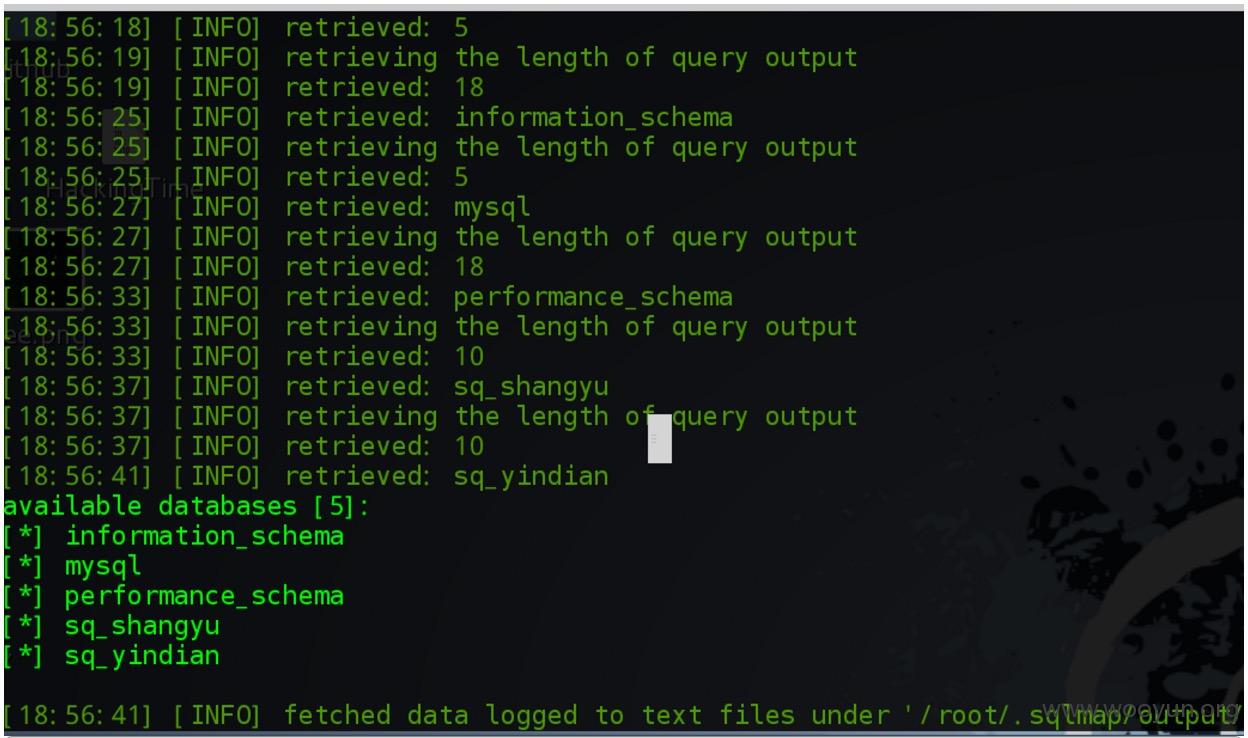 [18:56:18] [INFO] retrieved: 5
[18:56:19] [INFO] retrieving the length of query output
[18:56:19] [INFO] retrieved: 18
[18:56:25] [INFO] retrieved: information_schema
[18:56:25] [INFO] retrieving the length of query output
[18:56:25] [INFO] retrieved: 5
HackingTime
[18:56:27] [INFO] retrieved: mysql
[18:56:27] [INFO] retrieving the length of query output
[18:56:27] [INFO] retrieved: 18
[18:56:33] [INFO] retrieved: performance_schema
[18:56:33] [INFO] retrieving the length of query output
ee.png
[18:56:33] [INFO] retrieved: 10
[18:56:37] [INFO] retrieved: sq_shangyu
[18:56:37] [INFO] retrieving the length of query output
[18:56:37] [INFO] retrieved: 10
[18:56:41] [INFO] retrieved: sq_yindian
available databases [5]:
[*] information_schema
[*] mysql
[*] performance_schema
[*] sq_shangyu
[*] sq_yindian
[18:56:41] [INFO] fetched data logged to text files under '/root/.sqlmap/output/
www.wooyun.org